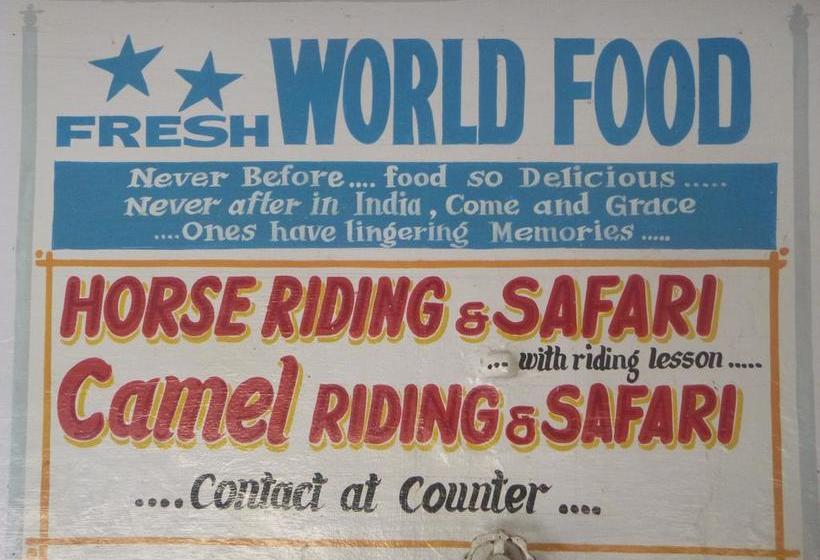 FRESH WORLD FOOD
Never Before.... food so Delicious.....
Never after in India, Come and Grace
....Ones have lingering Memories.....
HORSE RIDING & SAFARI
... with riding lesson.....
Camel RIDING & SAFARI
....Contact at Counter....